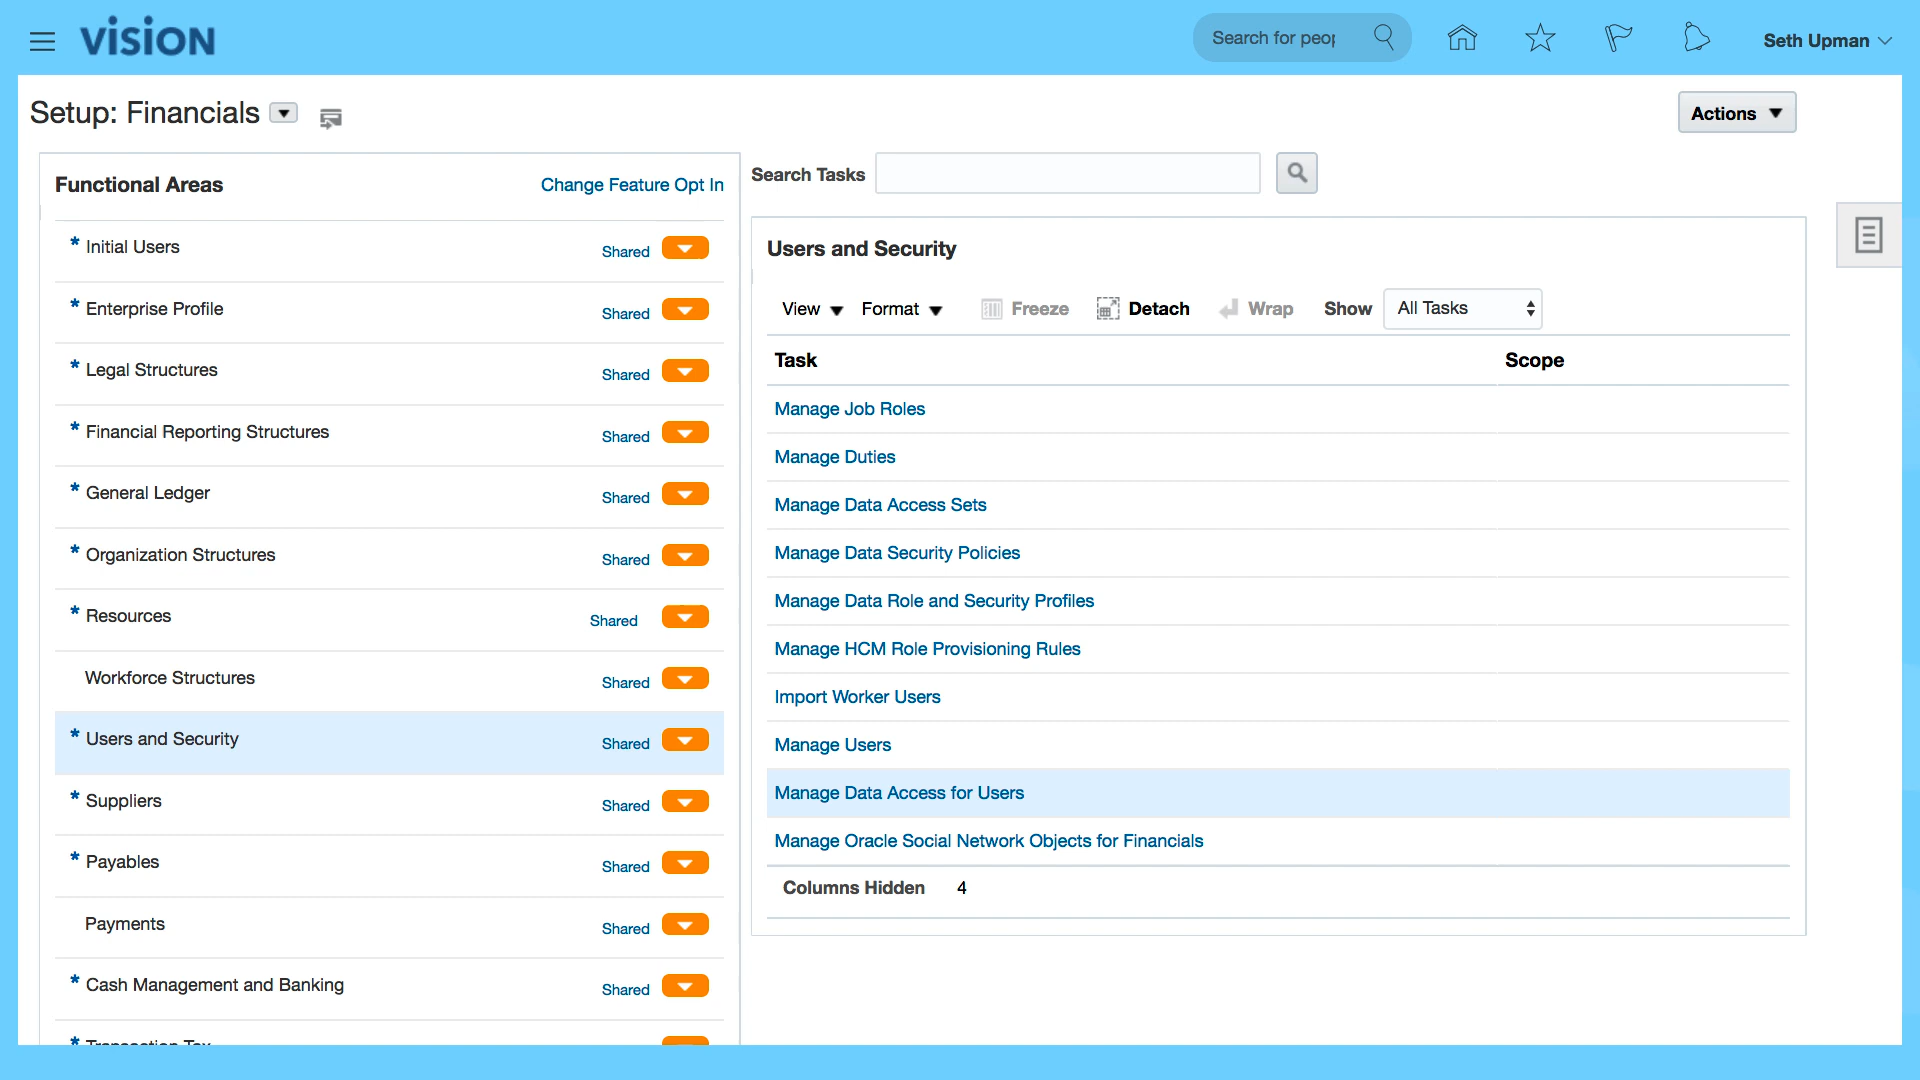 vision
Search for peop
Seth Upman
Setup: Financials
Actions
Functional Areas
Change Feature Opt In
* Initial Users Shared
* Enterprise Profile Shared
* Legal Structures Shared
* Financial Reporting Structures Shared
* General Ledger Shared
* Organization Structures Shared
* Resources Shared
Workforce Structures Shared
* Users and Security Shared
* Suppliers Shared
* Payables Shared
Payments Shared
* Cash Management and Banking Shared
* Transaction Tax
Search Tasks
Users and Security
View Format Freeze Detach Wrap Show All Tasks
Task Scope
Manage Job Roles
Manage Duties
Manage Data Access Sets
Manage Data Security Policies
Manage Data Role and Security Profiles
Manage HCM Role Provisioning Rules
Import Worker Users
Manage Users
Manage Data Access for Users
Manage Oracle Social Network Objects for Financials
Columns Hidden 4